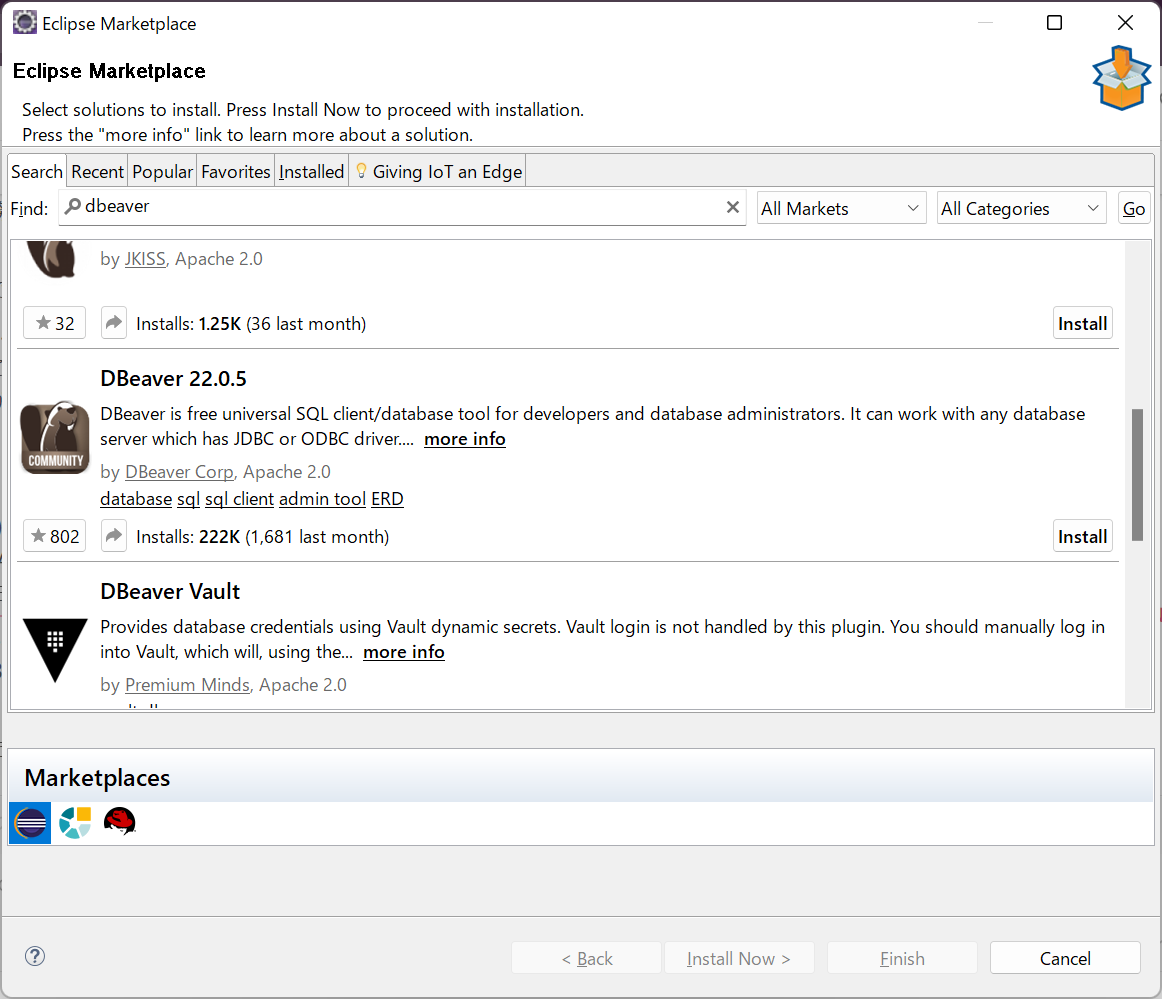 Eclipse Marketplace
Eclipse Marketplace
Select solutions to install. Press Install Now to proceed with installation.
Press the "more info" link to learn more about a solution.
Search Recent Popular Favorites Installed Giving IoT an Edge
Find: dbeaver All Markets All Categories Go
by JKISS, Apache 2.0
32 Installs: 1.25K (36 last month) Install
DBeaver 22.0.5
DBeaver is free universal SQL client/database tool for developers and database administrators. It can work with any database
server which has JDBC or ODBC driver.... more info
COMMUNITY
by DBeaver Corp, Apache 2.0
database sql sql client admin tool ERD
802 Installs: 222K (1,681 last month) Install
DBeaver Vault
Provides database credentials using Vault dynamic secrets. Vault login is not handled by this plugin. You should manually log in
into Vault, which will, using the... more info
by Premium Minds, Apache 2.0
Marketplaces
? < Back Install Now > Finish Cancel